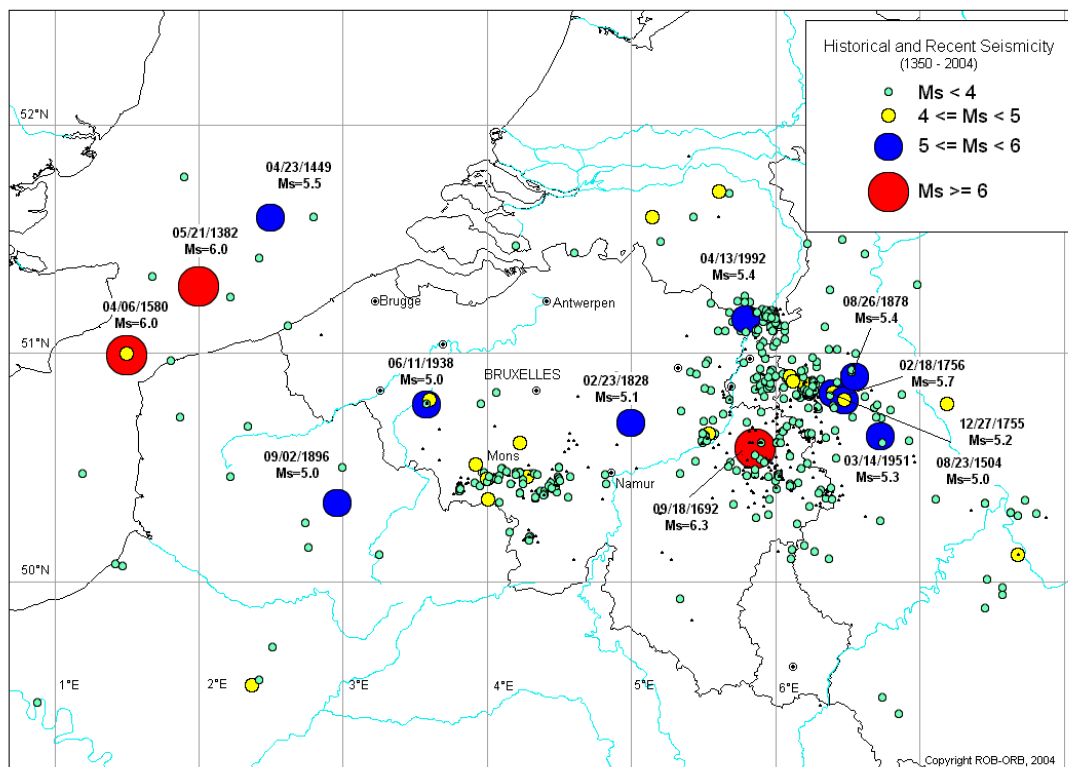 Historical and Recent Seismicity
(1350 - 2004)
Ms < 4
4 <= Ms < 5
5 <= Ms < 6
Ms >= 6
52°N
04/23/1449
Ms=5.5
05/21/1382
Ms=6.0
04/13/1992
Ms=5.4
04/06/1580
Ms=6.0
Brugge
Antwerpen
08/26/1878
Ms=5.4
51°N
06/11/1938
Ms=5.0
BRUXELLES
02/23/1828
Ms=5.1
02/18/1756
Ms=5.7
12/27/1755
Ms=5.2
09/02/1896
Ms=5.0
Mons
Namur
03/14/1951
Ms=5.3
08/23/1504
Ms=5.0
09/18/1692
Ms=6.3
50°N
1°E
2°E
3°E
4°E
5°E
6°E
Copyright ROB-ORB, 2004